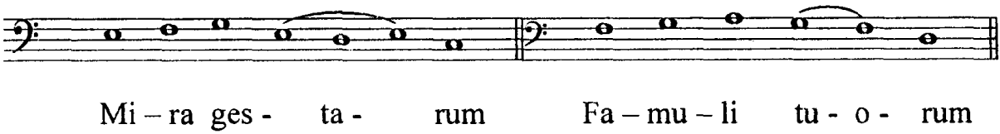 Mi – ra ges - ta - rum Fa – mu – li tu - o - rum